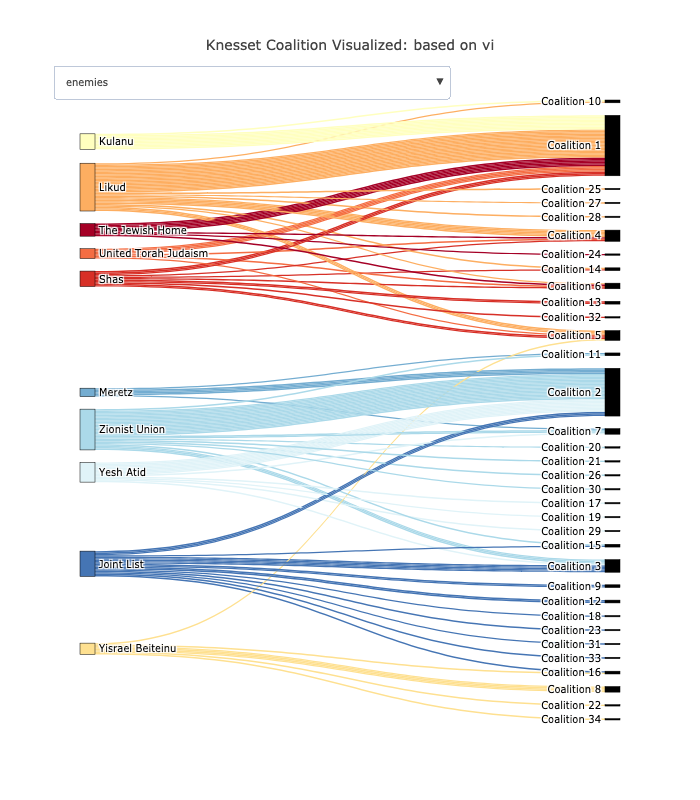 Knesset Coalition Visualized: based on vi
enemies
Kulanu
Likud
The Jewish Home
United Torah Judaism
Shas
Meretz
Zionist Union
Yesh Atid
Joint List
Yisrael Beiteinu
Coalition 10
Coalition 1
Coalition 25
Coalition 27
Coalition 28
Coalition 4
Coalition 24
Coalition 14
Coalition 6
Coalition 13
Coalition 32
Coalition 5
Coalition 11
Coalition 2
Coalition 7
Coalition 20
Coalition 21
Coalition 26
Coalition 30
Coalition 17
Coalition 19
Coalition 29
Coalition 15
Coalition 3
Coalition 9
Coalition 12
Coalition 18
Coalition 23
Coalition 31
Coalition 33
Coalition 16
Coalition 8
Coalition 22
Coalition 34